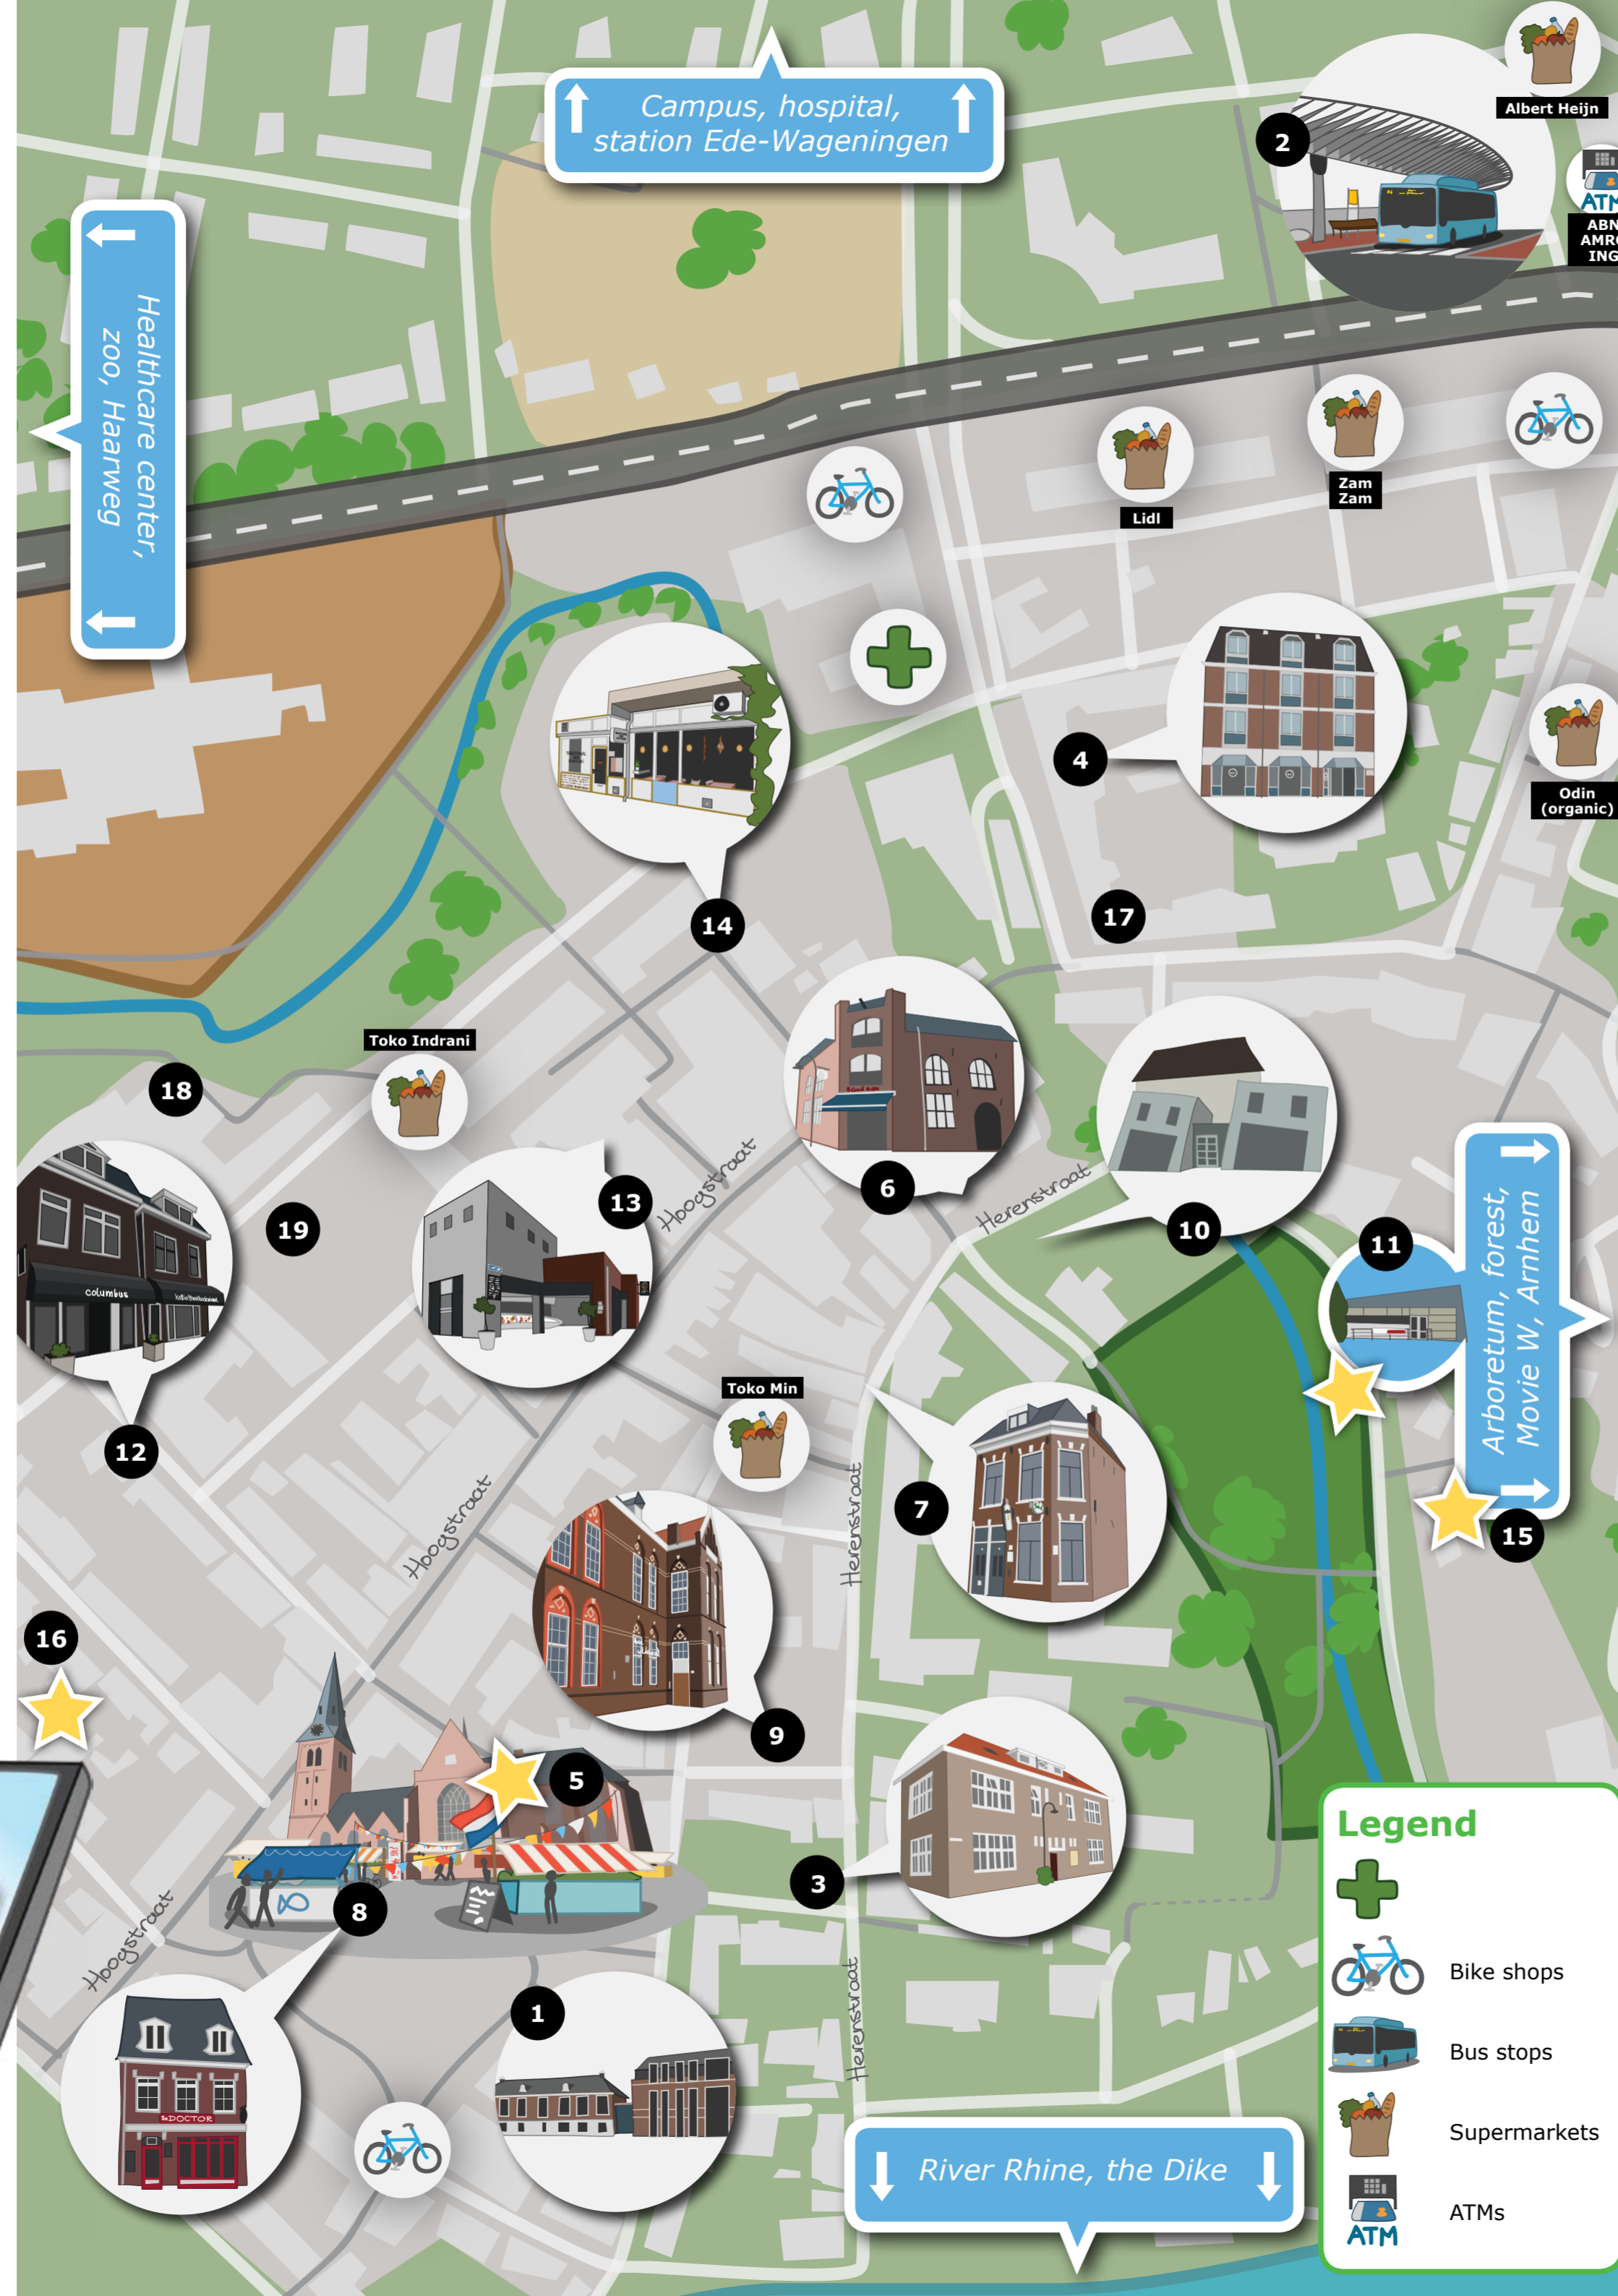 Campus, hospital,
station Ede-Wageningen
Albert Heijn
2
ATM
ABN
AMRO
ING
Healthcare center,
zoo, Haarweg
Lidl
Zam
Zam
4
Odin
(organic)
14
17
Toko Indrani
18
13
Hoogstraat
6
Herenstraat
10
19
11
columbus
Arboretum, forest,
Movie W, Arnhem
12
Toko Min
7
Herenstraat
Hoogstraat
15
16
9
5
3
8
Hoogstraat
1
Herenstraat
DOCTOR
River Rhine, the Dike
Legend
Bike shops
Bus stops
Supermarkets
ATM
ATMs